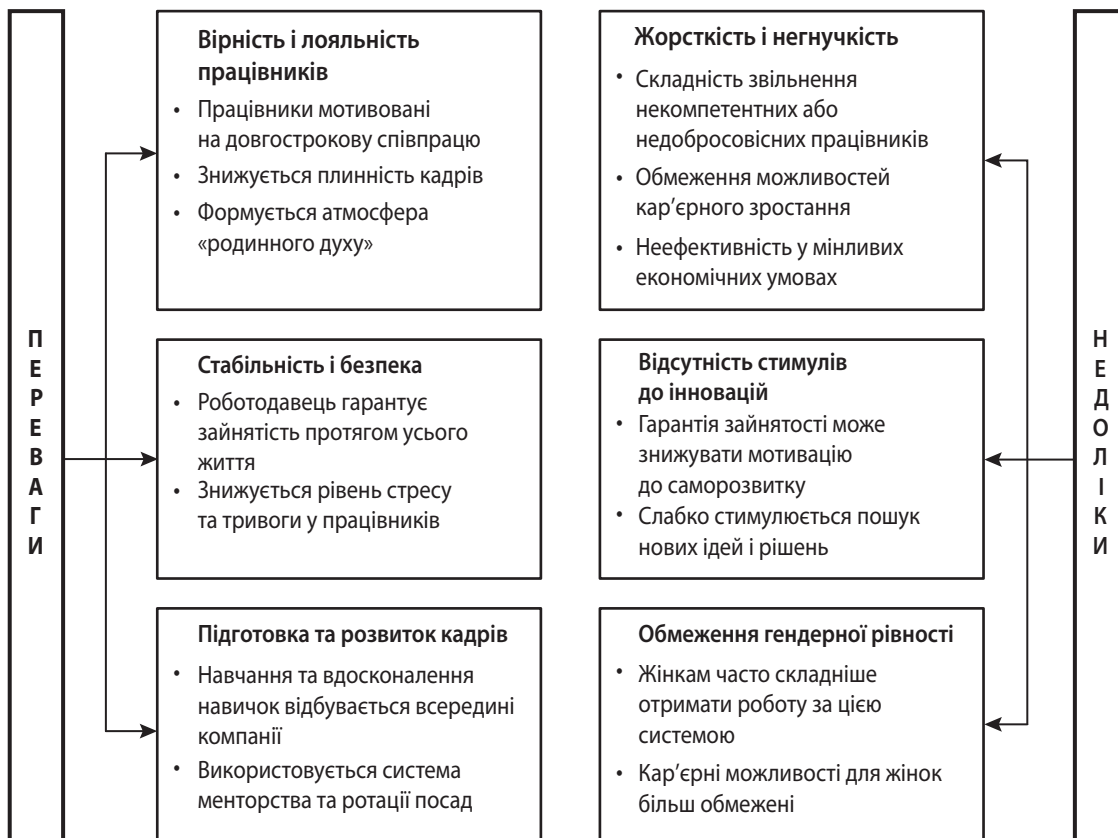 ПЕРЕВАГИ
Вірність і лояльність
працівників
• Працівники мотивовані
на довгострокову співпрацю
• Знижується плинність кадрів
• Формується атмосфера
«родинного духу»
Стабільність і безпека
• Роботодавець гарантує
зайнятість протягом усього
життя
• Знижується рівень стресу
та тривоги у працівників
Підготовка та розвиток кадрів
• Навчання та вдосконалення
навичок відбувається всередині
компанії
• Використовується система
менторства та ротації посад
Жорсткість і негнучкість
• Складність звільнення
некомпетентних або
недобросовісних працівників
• Обмеження можливостей
кар’єрного зростання
• Неефективність у мінливих
економічних умовах
Відсутність стимулів
до інновацій
• Гарантія зайнятості може
знижувати мотивацію
до саморозвитку
• Слабко стимулюється пошук
нових ідей і рішень
Обмеження гендерної рівності
• Жінкам часто складніше
отримати роботу за цією
системою
• Кар’єрні можливості для жінок
більш обмежені
НЕДОЛІКИ